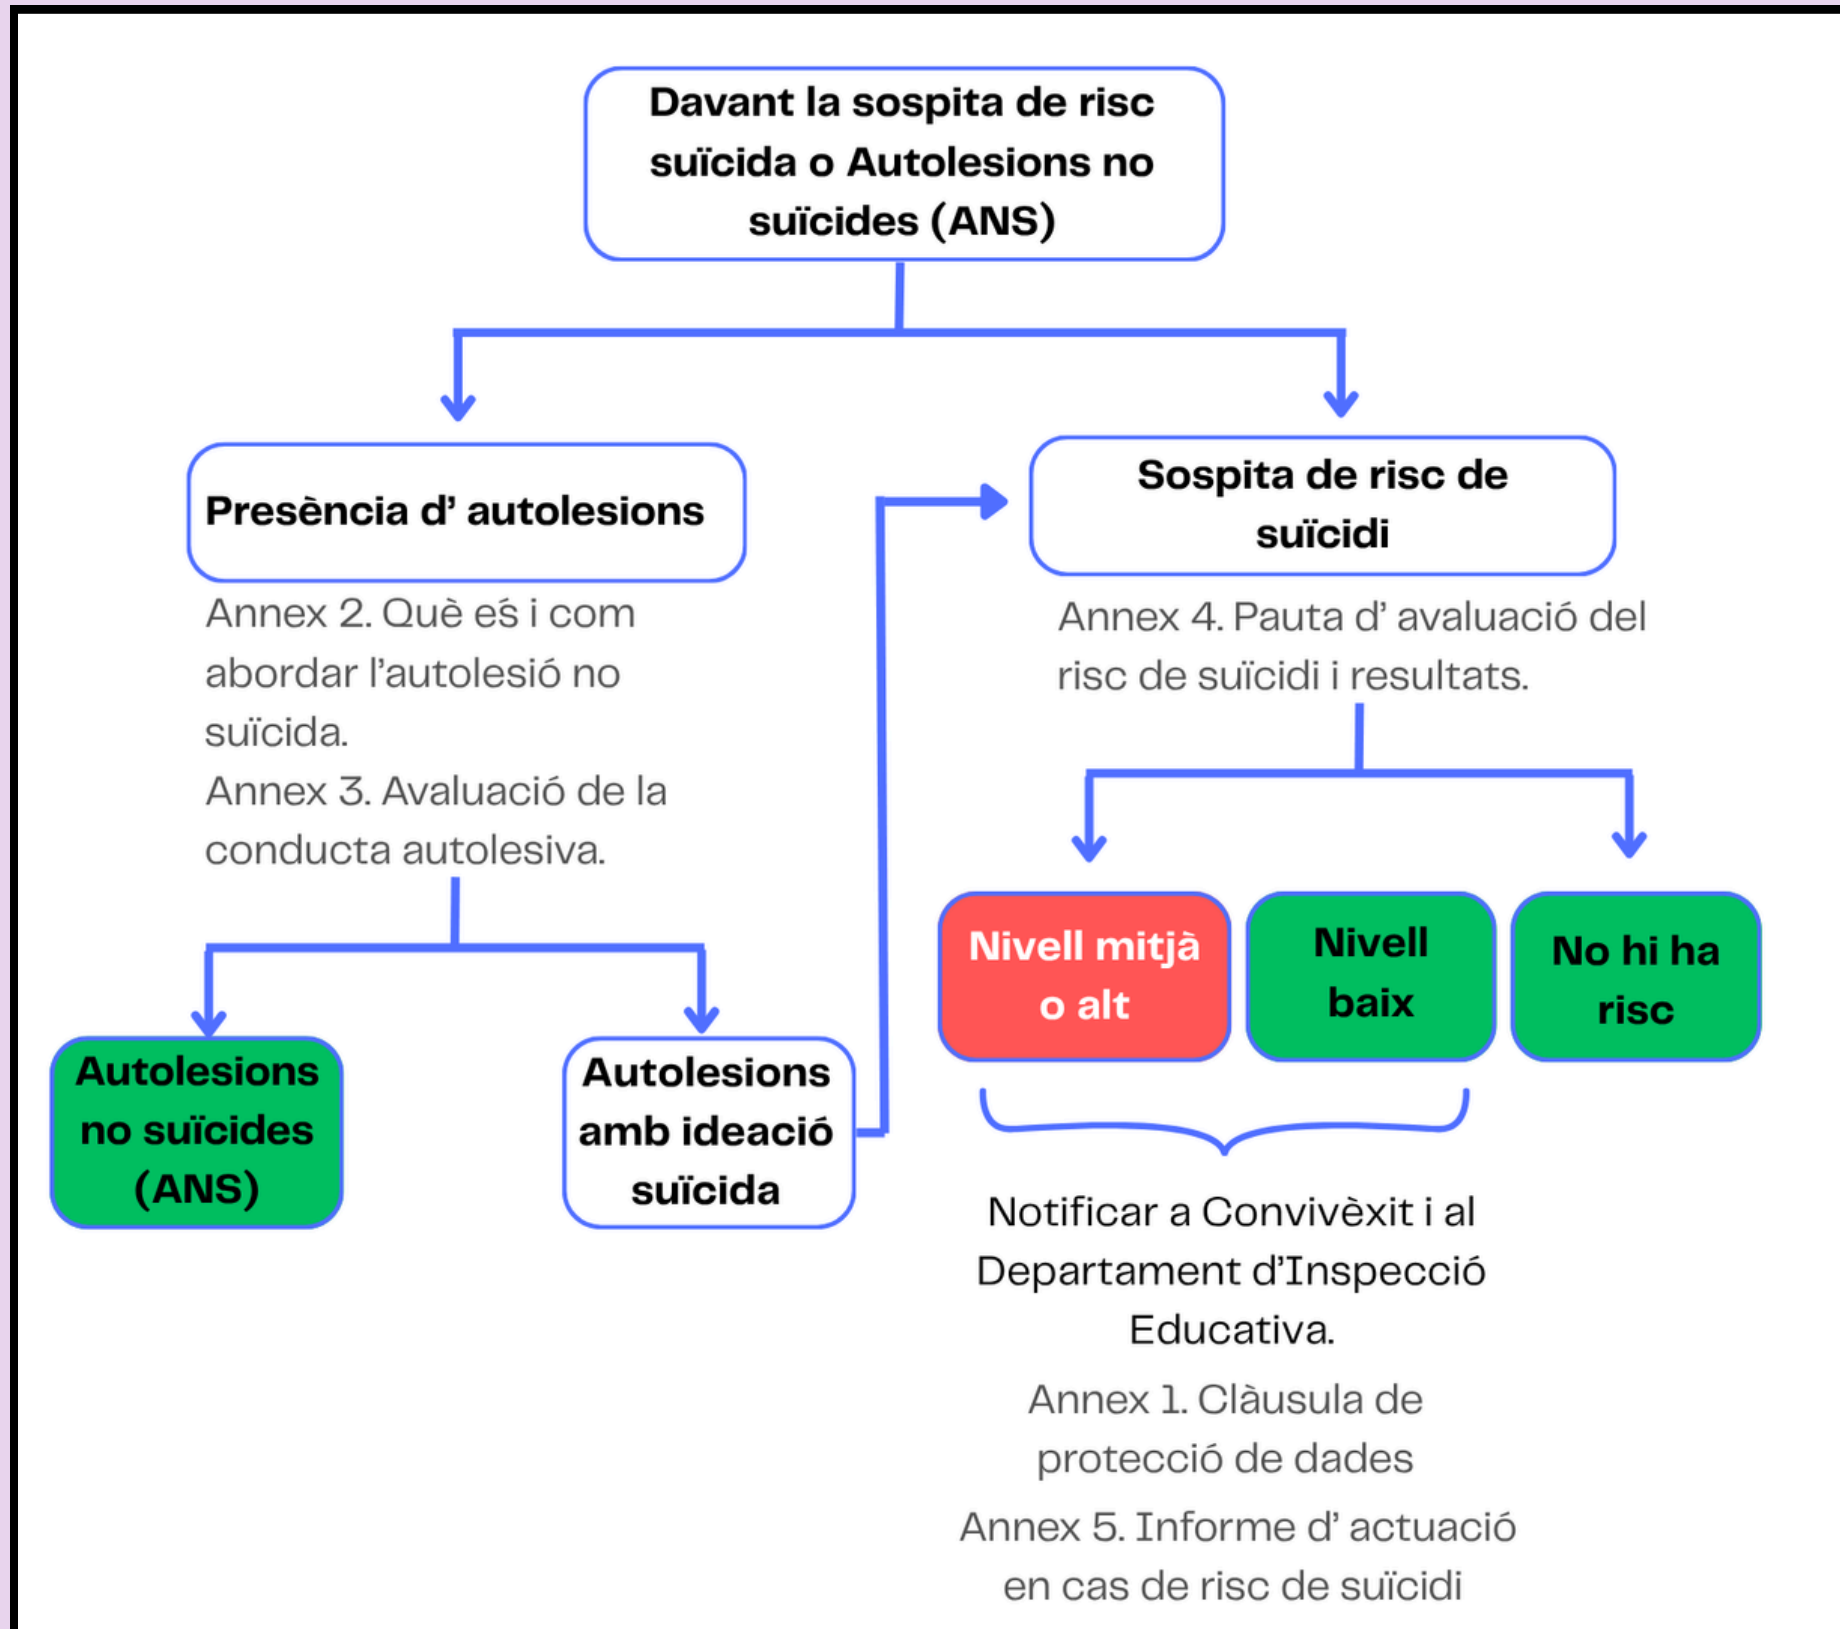 Davant la sospita de risc
suïcida o Autolesions no
suïcides (ANS)
Presència d' autolesions
Annex 2. Què eś i com
abordar l'autolesió no
suïcida.
Annex 3. Avaluació de la
conducta autolesiva.
Autolesions
no suïcides
(ANS)
Autolesions
amb ideació
suïcida
Sospita de risc de
suïcidi
Annex 4. Pauta d' avaluació del
risc de suïcidi i resultats.
Nivell mitjà
o alt
Nivell
baix
No hi ha
risc
Notificar a Convivèxit i al
Departament d'Inspecció
Educativa.
Annex 1. Clàusula de
protecció de dades
Annex 5. Informe d' actuació
en cas de risc de suïcidi